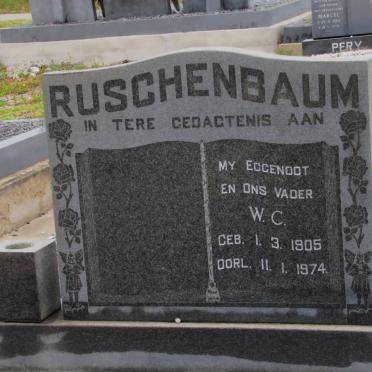 RUSCHENBAUM
IN TERE GEDAGTENIS AAN
MY EGGENOOT
EN ONS VADER
W.C.
GEB. 1. 3. 1905
OORL. 11. 1. 1974.
MARCEL
PERY